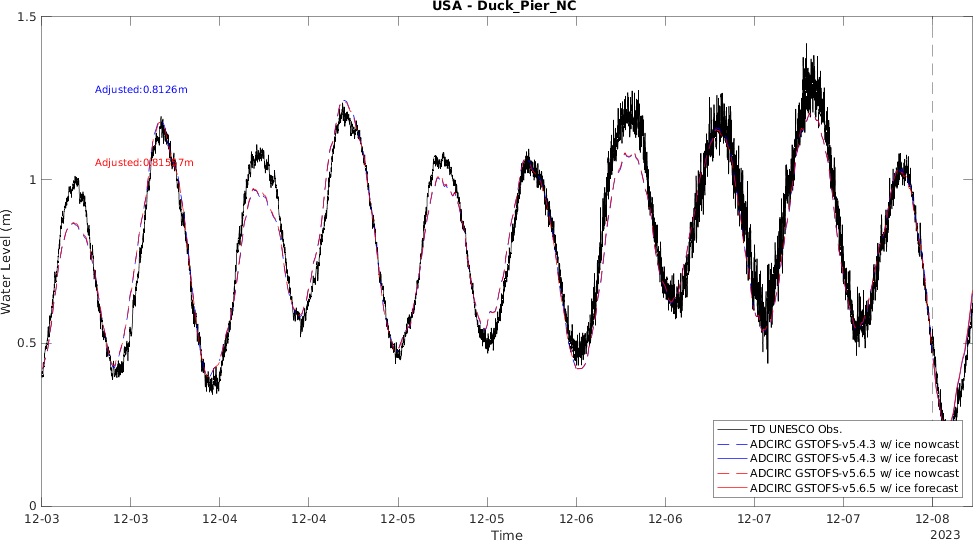 USA - Duck_Pier_NC
1.5
Adjusted:0.8126m
1
Water Level (m)
0.5
TD UNESCO Obs.
ADCIRC GSTOFS-v5.4.3 w/ ice nowcast
ADCIRC GSTOFS-v5.4.3 w/ ice forecast
ADCIRC GSTOFS-v5.6.5 w/ ice nowcast
ADCIRC GSTOFS-v5.6.5 w/ ice forecast
0
12-03 12-03 12-04 12-04 12-05 12-05 12-06 12-06 12-07 12-07 12-08
2023
Time